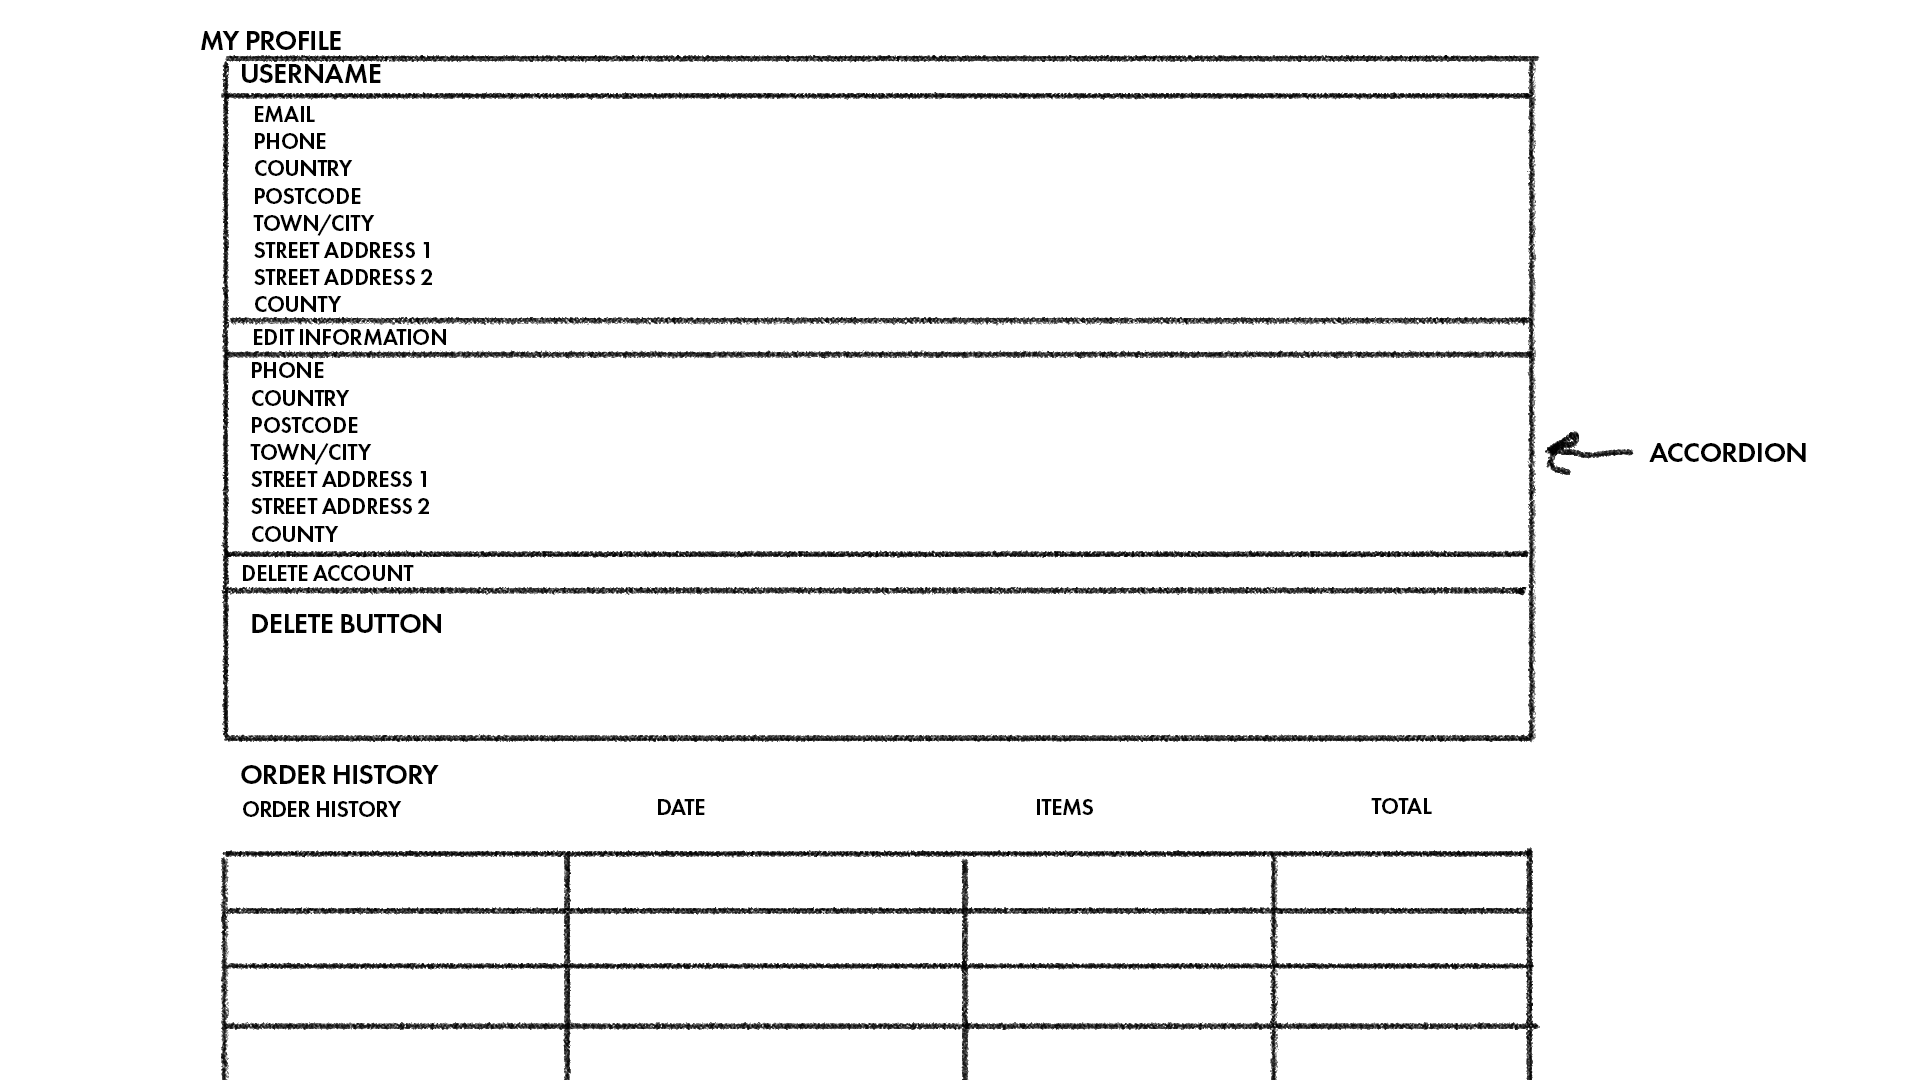 MY PROFILE
USERNAME
EMAIL
PHONE
COUNTRY
POSTCODE
TOWN/CITY
STREET ADDRESS 1
STREET ADDRESS 2
COUNTY
EDIT INFORMATION
PHONE
COUNTRY
POSTCODE
TOWN/CITY
STREET ADDRESS 1
STREET ADDRESS 2
COUNTY
ACCORDION
DELETE ACCOUNT
DELETE BUTTON
ORDER HISTORY
ORDER HISTORY DATE ITEMS TOTAL